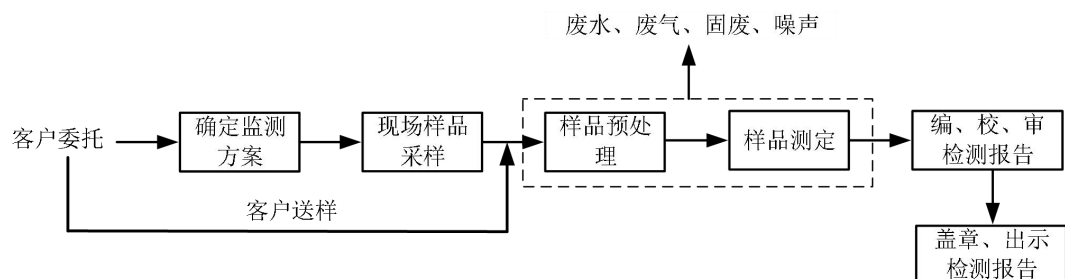 废水、废气、固废、噪声
客户委托
确定监测
方案
现场样品
采样
样品预处
理
样品测定
编、校、审
检测报告
客户送样
盖章、出示
检测报告